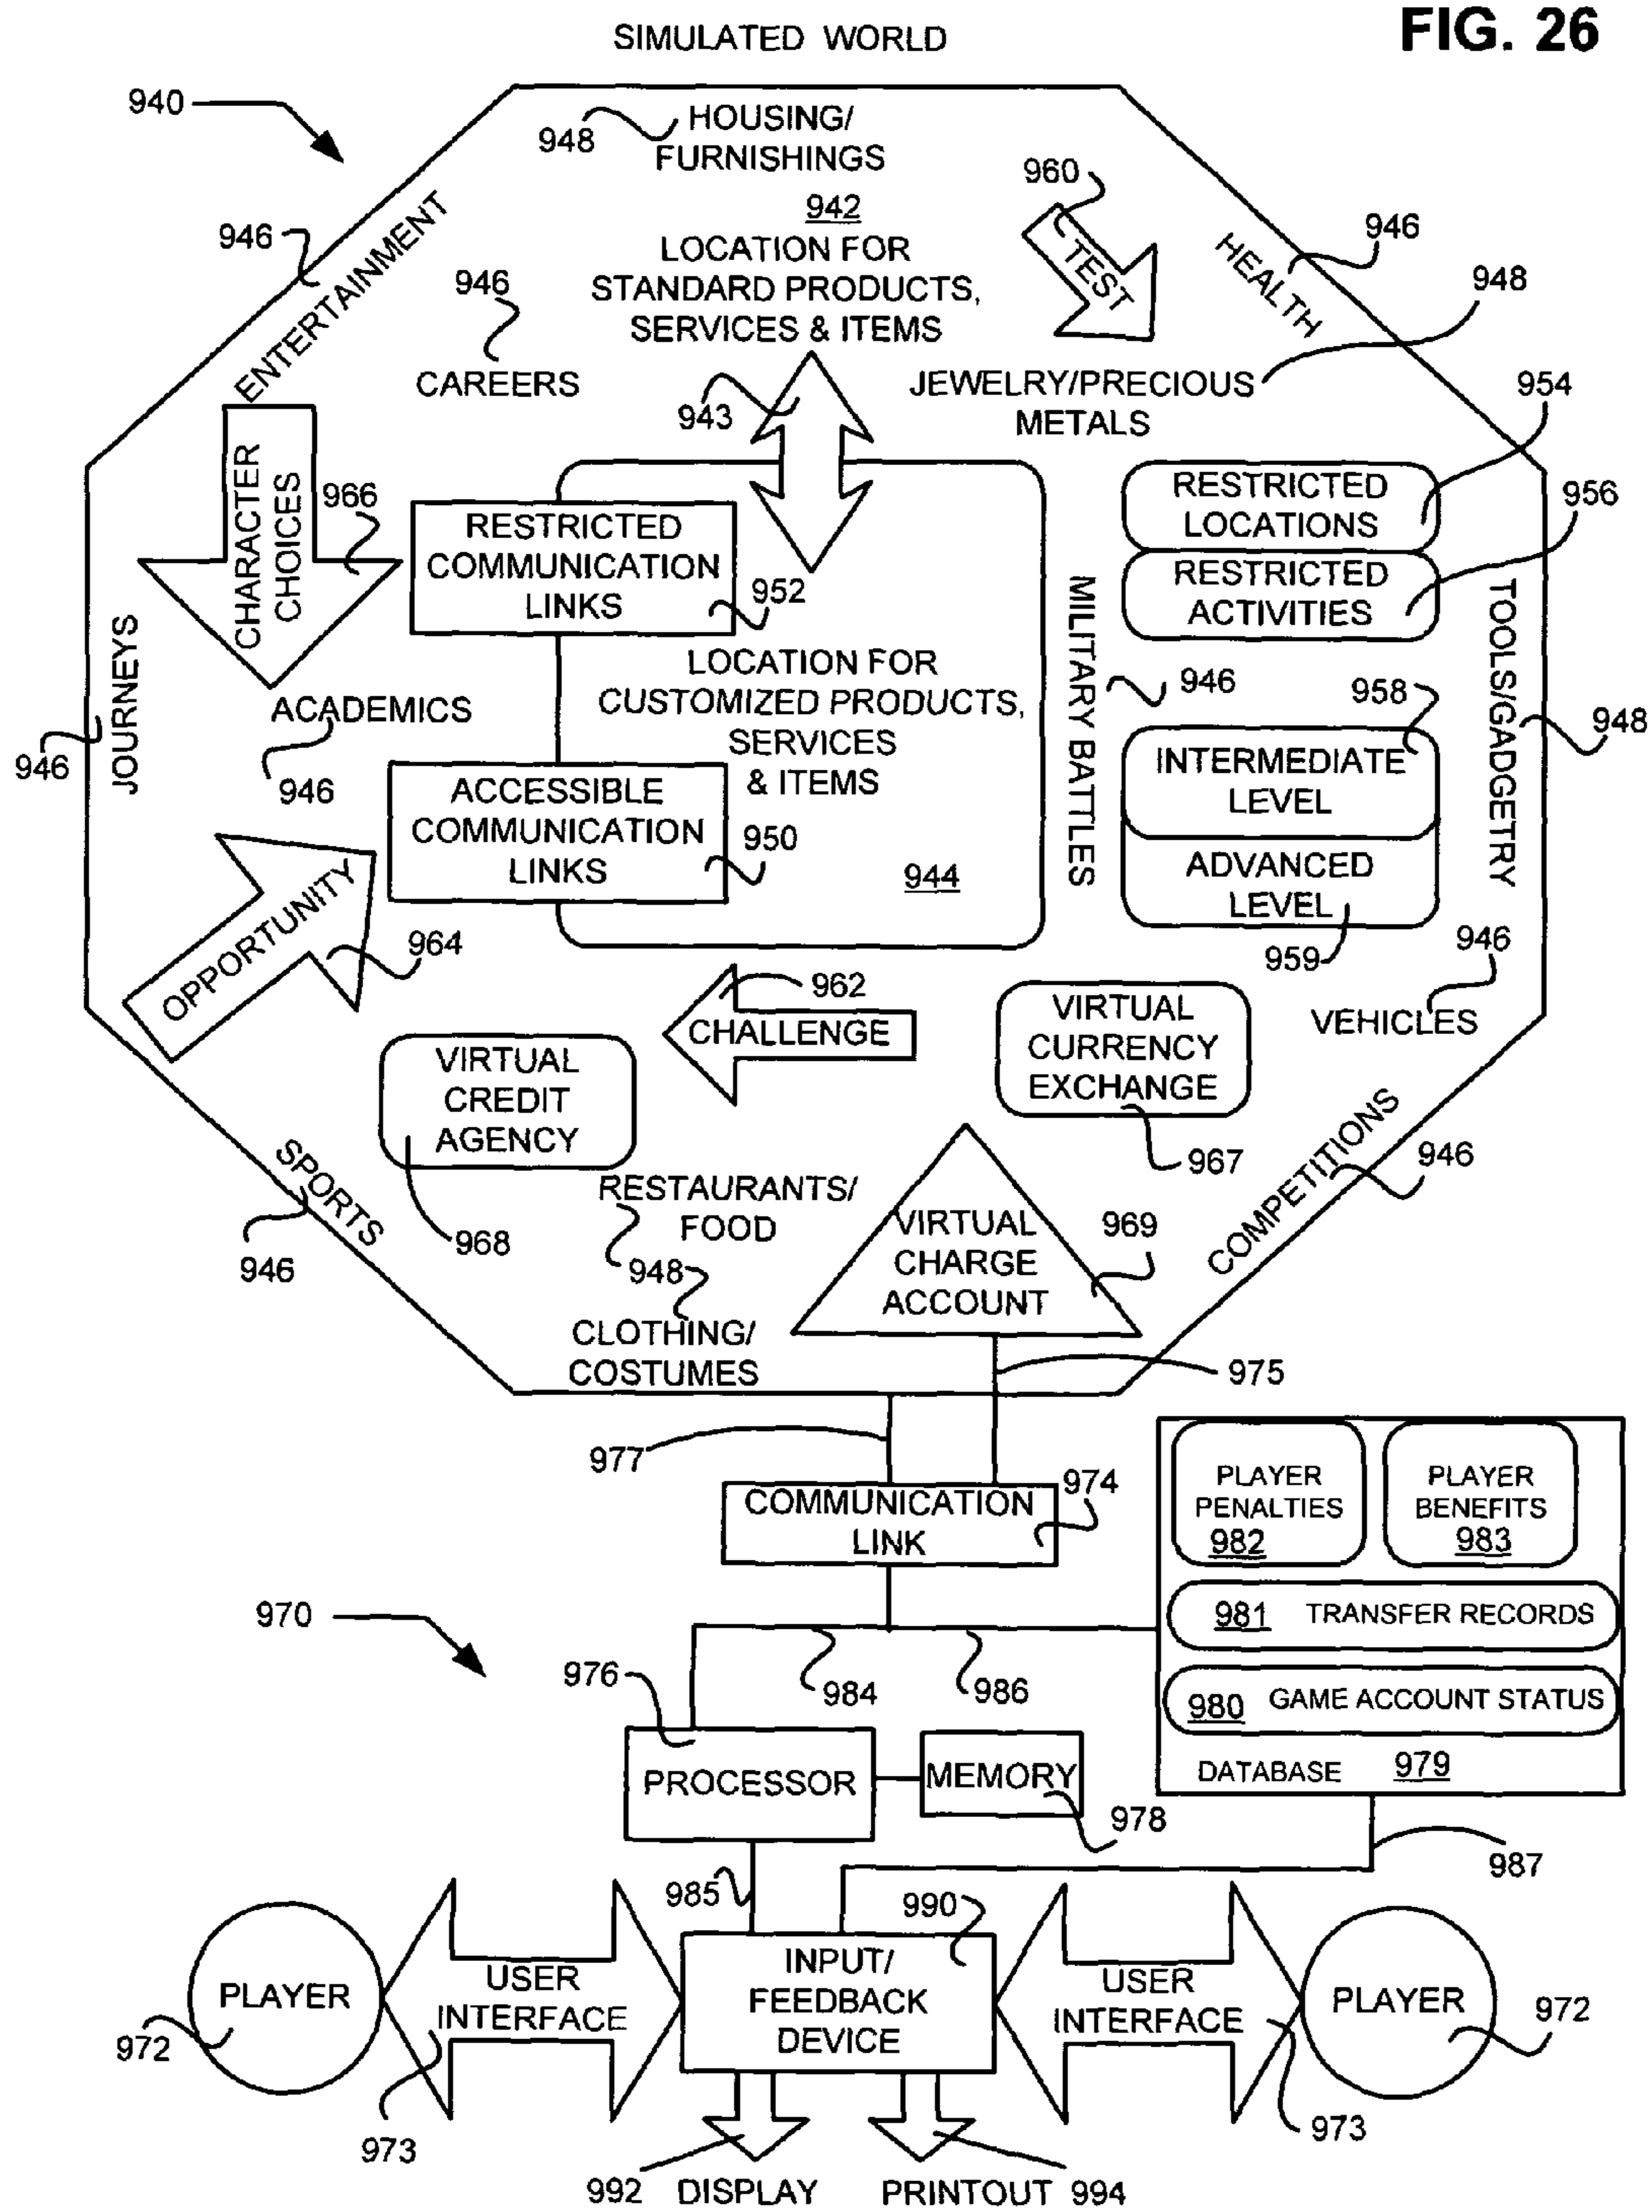 FIG. 26
SIMULATED WORLD
940
948
HOUSING/
FURNISHINGS
960
TEST
946
ENTERTAINMENT
942
LOCATION FOR
STANDARD PRODUCTS,
SERVICES & ITEMS
946
HEALTH
948
946
CAREERS
943
JEWELRY/PRECIOUS
METALS
954
CHARACTER
CHOICES
966
RESTRICTED
COMMUNICATION
LINKS
952
RESTRICTED
LOCATIONS
956
RESTRICTED
ACTIVITIES
JOURNEYS
946
ACADEMICS
946
LOCATION FOR
CUSTOMIZED PRODUCTS,
SERVICES
& ITEMS
MILITARY BATTLES
946
958
TOOLS/GADGETRY
948
INTERMEDIATE
LEVEL
ACCESSIBLE
COMMUNICATION
LINKS
950
944
ADVANCED
LEVEL
959
OPPORTUNITY
964
962
CHALLENGE
VIRTUAL
CURRENCY
EXCHANGE
967
946
VEHICLES
VIRTUAL
CREDIT
AGENCY
968
SPORTS
946
RESTAURANTS/
FOOD
948
CLOTHING/
COSTUMES
VIRTUAL
CHARGE
ACCOUNT
969
COMPETITIONS
946
975
977
COMMUNICATION
LINK
974
PLAYER
PENALTIES
982
PLAYER
BENEFITS
983
981 TRANSFER RECORDS
980 GAME ACCOUNT STATUS
DATABASE 979
970
984
986
976
PROCESSOR
MEMORY
978
987
985
990
PLAYER
972
USER
INTERFACE
973
INPUT/
FEEDBACK
DEVICE
USER
INTERFACE
973
PLAYER
972
992 DISPLAY
PRINTOUT 994